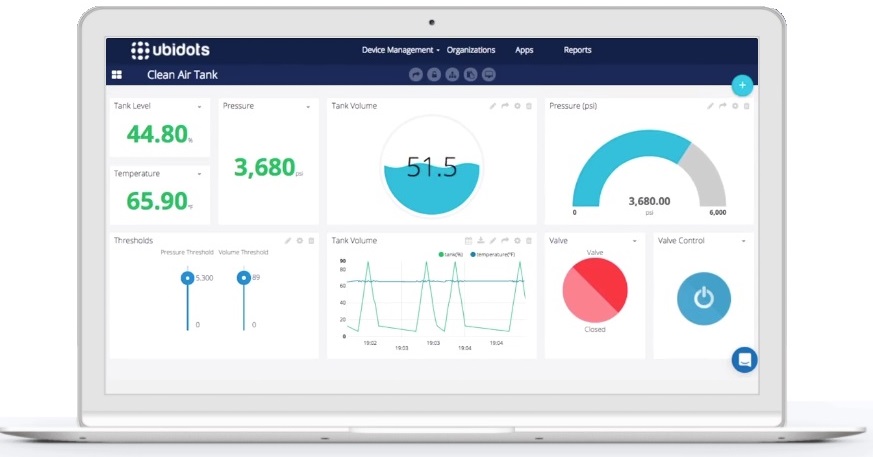 ubidots
Device Management Organizations Apps Reports
Clean Air Tank
Tank Level
44.80%
Temperature
65.90°F
Pressure
3,680 psi
Tank Volume
51.5
Pressure (psi)
3,680.00
psi
0 6,000
Thresholds
Pressure Threshold Volume Threshold
5,300 89
0 0
Tank Volume
tank(%) temperature(°F)
90
80
60
40
20
6
19:02 19:03 19:03 19:04 19:04
Valve
Valve
Closed
Valve Control